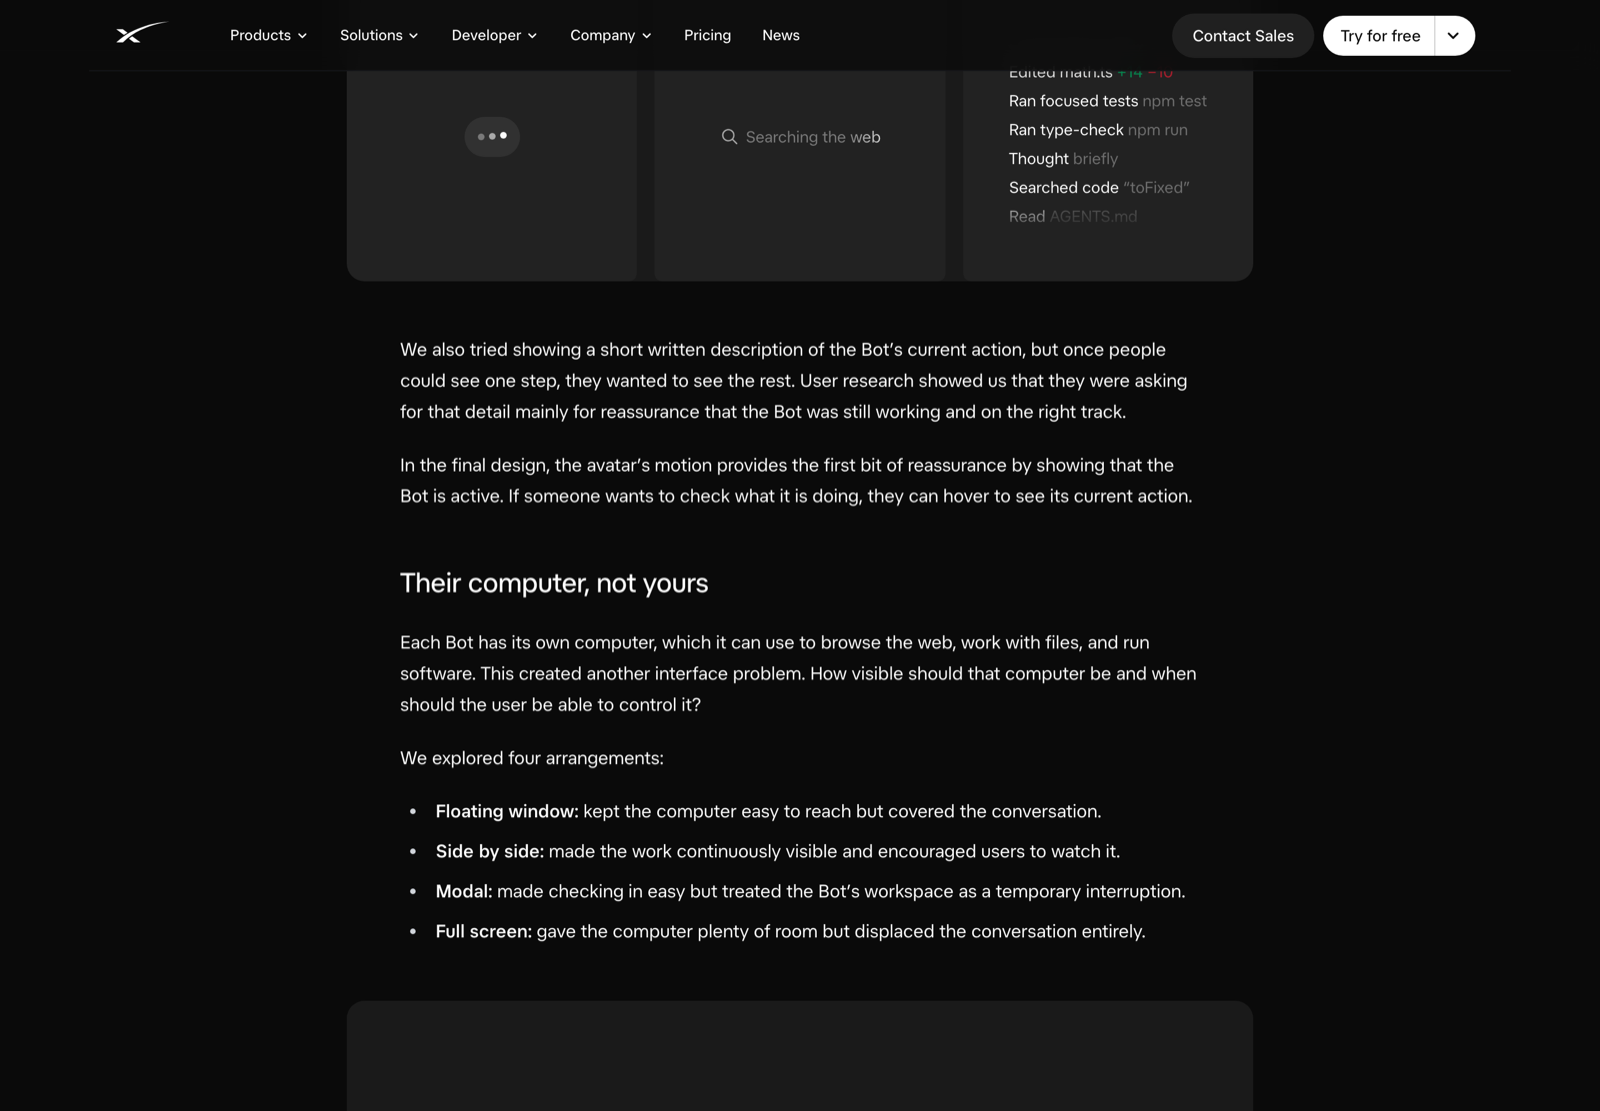 Products Solutions Developer Company Pricing News Contact Sales Try for free
Edited math.ts +14 −10
Ran focused tests npm test
Searching the web
Ran type-check npm run
Thought briefly
Searched code “toFixed”
Read AGENTS.md
We also tried showing a short written description of the Bot’s current action, but once people
could see one step, they wanted to see the rest. User research showed us that they were asking
for that detail mainly for reassurance that the Bot was still working and on the right track.
In the final design, the avatar’s motion provides the first bit of reassurance by showing that the
Bot is active. If someone wants to check what it is doing, they can hover to see its current action.
Their computer, not yours
Each Bot has its own computer, which it can use to browse the web, work with files, and run
software. This created another interface problem. How visible should that computer be and when
should the user be able to control it?
We explored four arrangements:
• Floating window: kept the computer easy to reach but covered the conversation.
• Side by side: made the work continuously visible and encouraged users to watch it.
• Modal: made checking in easy but treated the Bot’s workspace as a temporary interruption.
• Full screen: gave the computer plenty of room but displaced the conversation entirely.